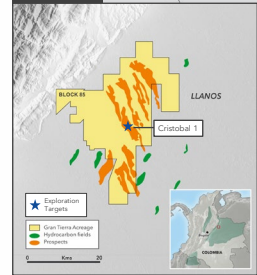 BLOCK 85
LLANOS
Cristobal 1
Exploration
Targets
Gran Tierra Acreage
Hydrocarbon fields
Prospects
0 Kms 20
COLOMBIA